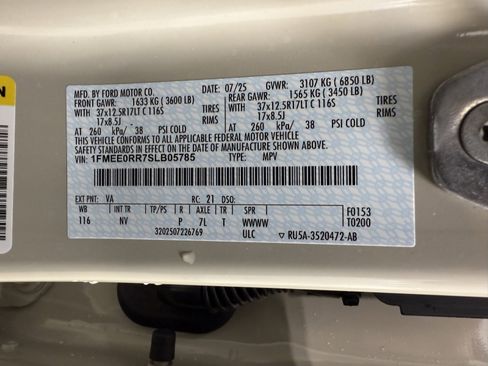 MFD. BY FORD MOTOR CO.
DATE: 07/25 GVWR: 3107 KG (6850 LB)
FRONT GAWR: 1633 KG (3600 LB) REAR GAWR: 1565 KG (3450 LB)
WITH 37x12.5R17LT C 116S TIRES WITH 37x12.5R17LT C 116S TIRES
17x8.5J RIMS 17x8.5J RIMS
AT 260 kPa/ 38 PSI COLD AT 260 kPa/ 38 PSI COLD
THIS VEHICLE CONFORMS TO ALL APPLICABLE FEDERAL MOTOR VEHICLE
SAFETY STANDARDS IN EFFECT ON THE DATE OF MANUFACTURE SHOWN ABOVE.
VIN: 1FMEE0RR7SLB05785 TYPE: MPV
EXT PNT: VA RC: 21 DSO:
WB INT TR TP/PS R AXLE TR SPR F0153
116 NV P 7L T WWWW T0200
3202507226769 ULC ▽ RU5A-3520472-AB